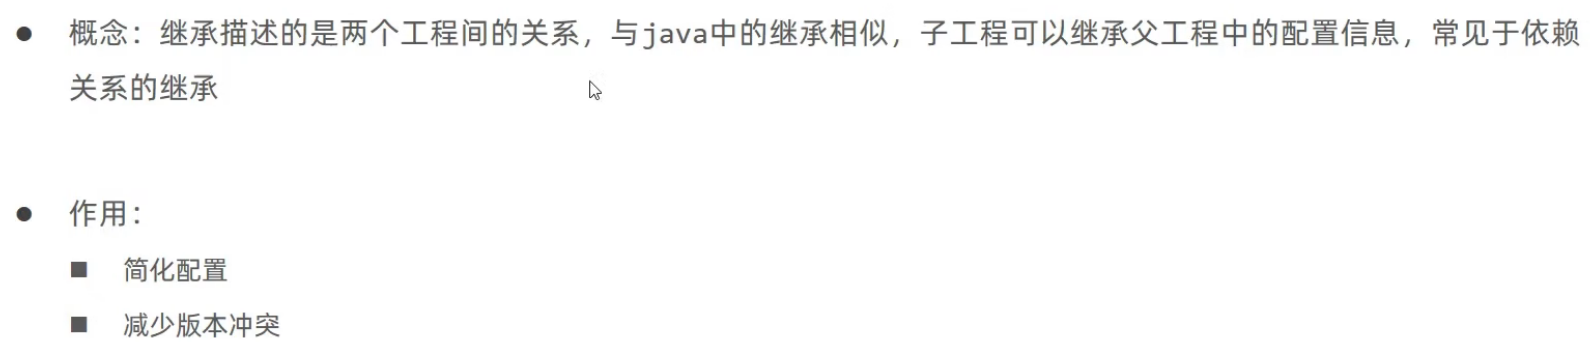 ● 概念：继承描述的是两个工程间的关系，与java中的继承相似，子工程可以继承父工程中的配置信息，常见于依赖
关系的继承
● 作用：
■ 简化配置
■ 减少版本冲突